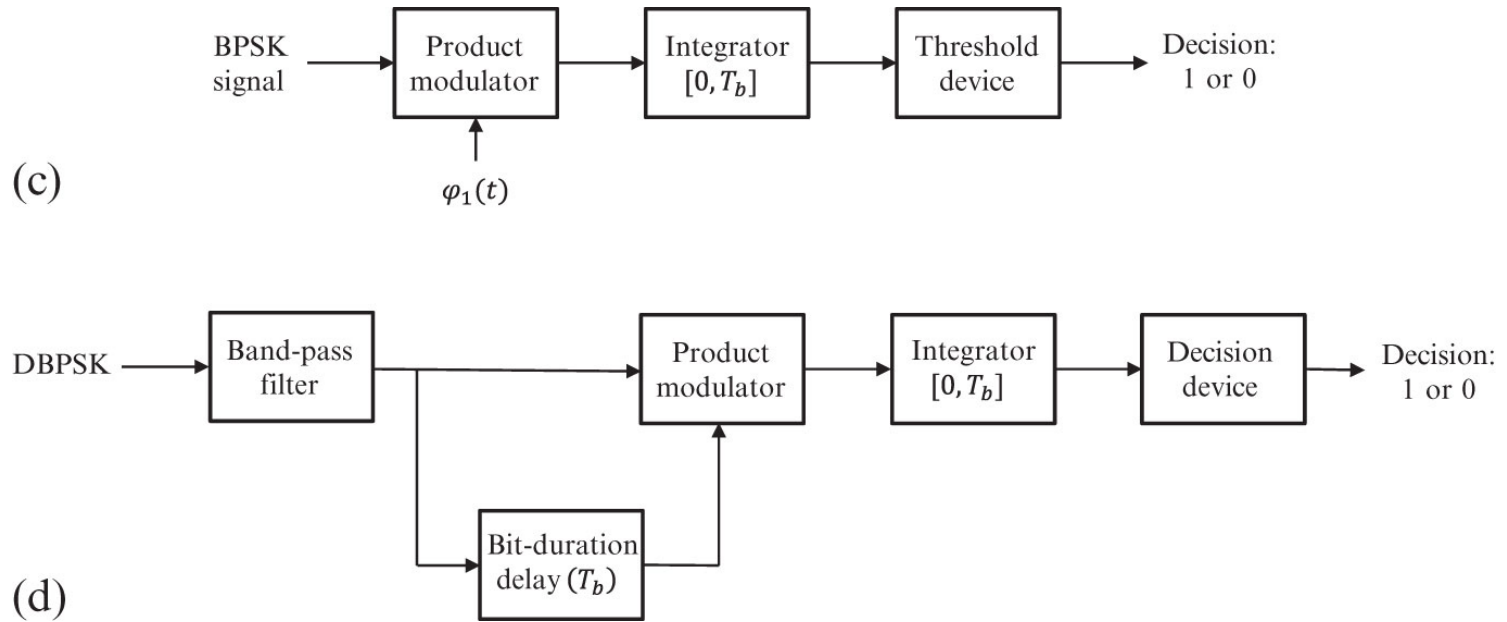 BPSK
signal
Product
modulator
Integrator
[0, T_b]
Threshold
device
Decision:
1 or 0
φ_1(t)
(c)
DBPSK
Band-pass
filter
Product
modulator
Integrator
[0, T_b]
Decision
device
Decision:
1 or 0
Bit-duration
delay (T_b)
(d)